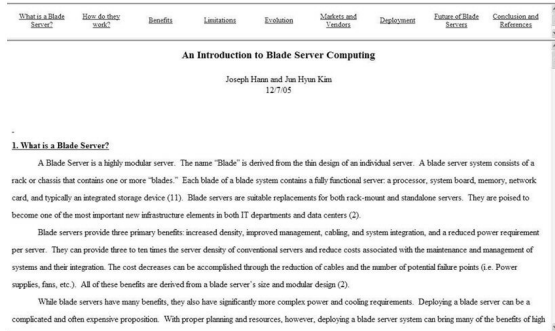 What is a Blade Server? How do they work? Benefits Limitations Evolution Markets and Vendors Deployment Future of Blade Servers Conclusion and References
An Introduction to Blade Server Computing
Joseph Hann and Jun Hyun Kim
12/7/05
.
1. What is a Blade Server?
A Blade Server is a highly modular server. The name "Blade" is derived from the thin design of an individual server. A blade server system consists of a
rack or chassis that contains one or more "blades." Each blade of a blade system contains a fully functional server: a processor, system board, memory, network
card, and typically an integrated storage device (11). Blade servers are suitable replacements for both rack-mount and standalone servers. They are poised to
become one of the most important new infrastructure elements in both IT departments and data centers (2).
Blade servers provide three primary benefits: increased density, improved management, cabling, and system integration, and a reduced power requirement
per server. They can provide three to ten times the server density of conventional servers and reduce costs associated with the maintenance and management of
systems and their integration. The cost decreases can be accomplished through the reduction of cables and the number of potential failure points (i.e. Power
supplies, fans, etc.). All of these benefits are derived from a blade server's size and modular design (2).
While blade servers have many benefits, they also have significantly more complex power and cooling requirements. Deploying a blade server can be a
complicated and often expensive proposition. With proper planning and resources, however, deploying a blade server system can bring many of the benefits of high